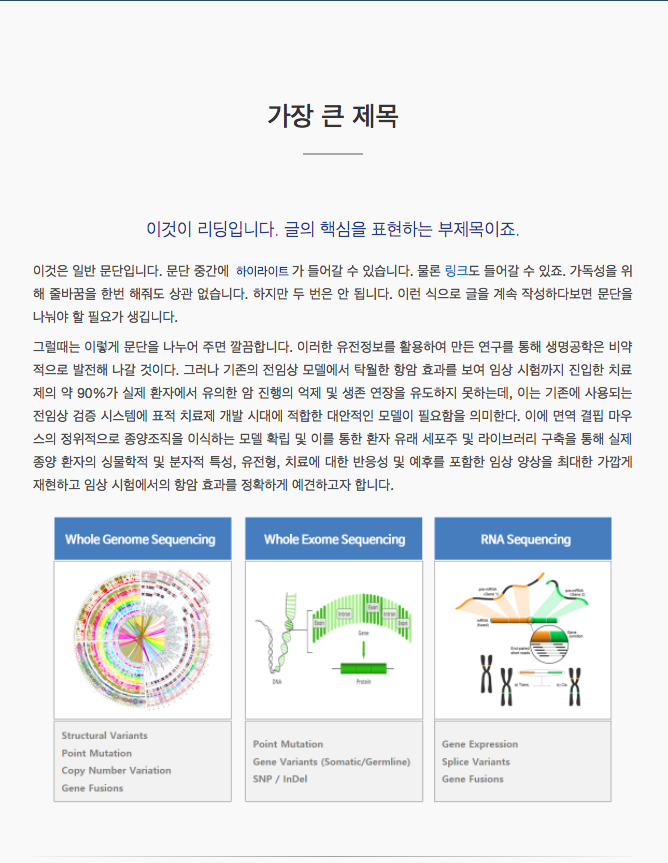 가장 큰 제목
이것이 리딩입니다. 글의 핵심을 표현하는 부제목이죠.
이것은 일반 문단입니다. 문단 중간에 하이라이트 가 들어갈 수 있습니다. 물론 링크도 들어갈 수 있죠. 가독성을 위
해 줄바꿈을 한번 해줘도 상관 없습니다. 하지만 두 번은 안 됩니다. 이런 식으로 글을 계속 작성하다보면 문단을
나눠야 할 필요가 생깁니다.
그럴때는 이렇게 문단을 나누어 주면 깔끔합니다. 이러한 유전정보를 활용하여 만든 연구를 통해 생명공학은 비약
적으로 발전해 나갈 것이다. 그러나 기존의 전임상 모델에서 탁월한 항암 효과를 보여 임상 시험까지 진입한 치료
제의 약 90%가 실제 환자에서 유의한 암 진행의 억제 및 생존 연장을 유도하지 못하는데, 이는 기존에 사용되는
전임상 검증 시스템에 표적 치료제 개발 시대에 적합한 대안적인 모델이 필요함을 의미한다. 이에 면역 결핍 마우
스의 정위적으로 종양조직을 이식하는 모델 확립 및 이를 통한 환자 유래 세포주 및 라이브러리 구축을 통해 실제
종양 환자의 싱물학적 및 분자적 특성, 유전형, 치료에 대한 반응성 및 예후를 포함한 임상 양상을 최대한 가깝게
재현하고 임상 시험에서의 항암 효과를 정확하게 예견하고자 합니다.
Whole Genome Sequencing
Structural Variants
Point Mutation
Copy Number Variation
Gene Fusions
Whole Exome Sequencing
Exon
Intron
Exon
Intron
Exon
Gene
DNA
Protein
Point Mutation
Gene Variants (Somatic/Germline)
SNP / InDel
RNA Sequencing
pre-mRNA
(Gene 1)
pre-mRNA
(Gene 2)
mRNA
(fused)
Gene
Junction
End paired
short reads
a) Trans
b) Cis
Gene Expression
Splice Variants
Gene Fusions